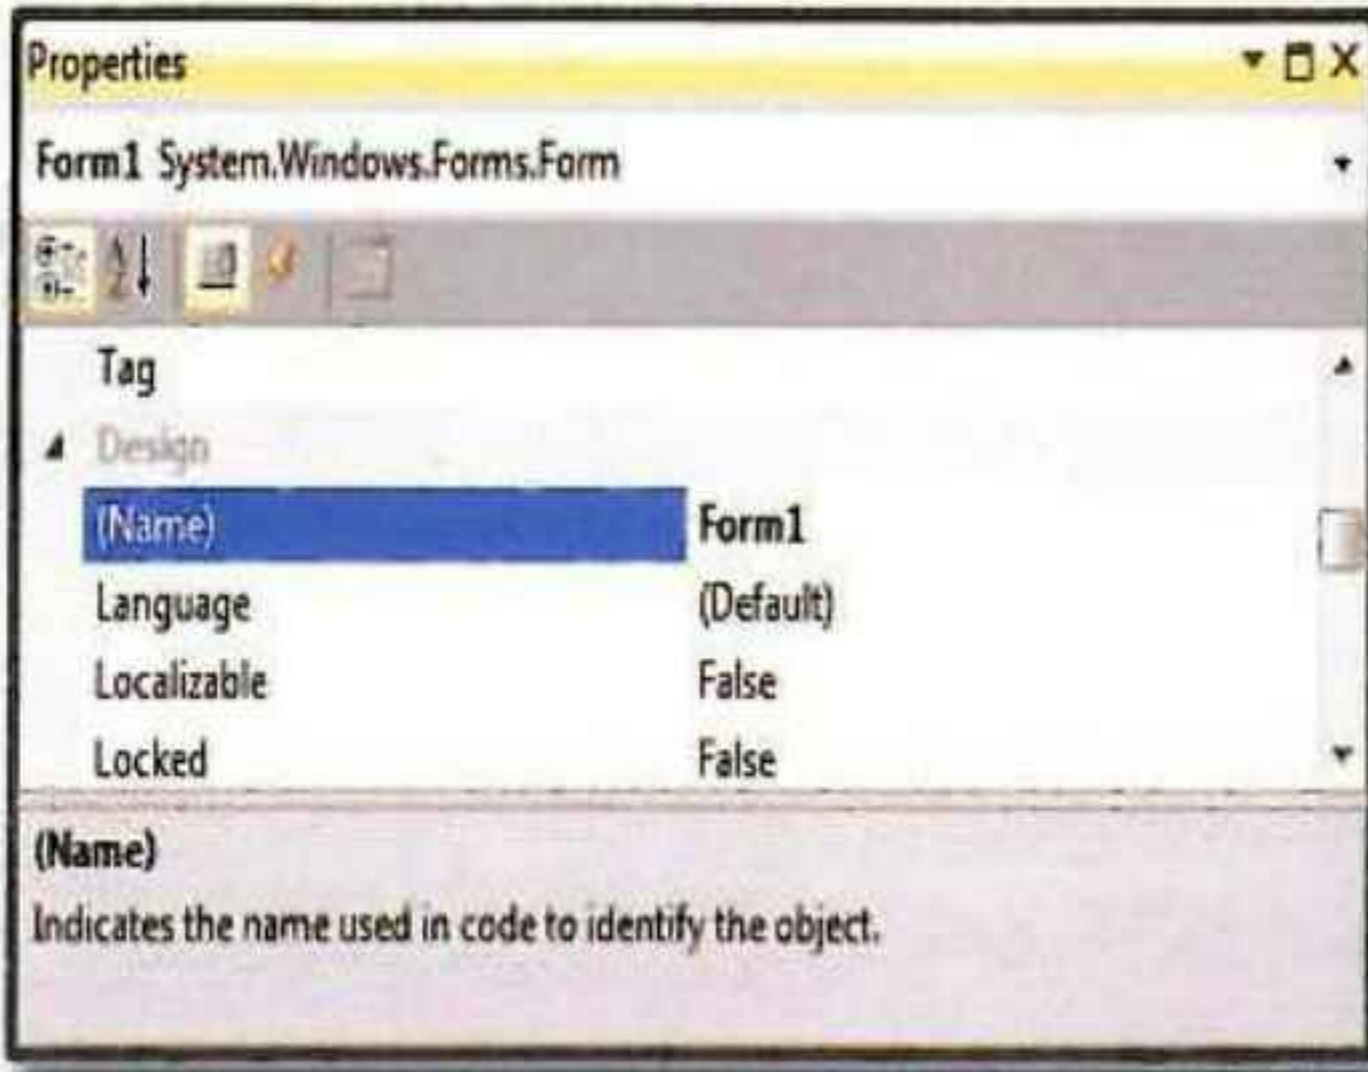 Properties
Form1 System.Windows.Forms.Form
Tag
Design
(Name) Form1
Language (Default)
Localizable False
Locked False
(Name)
Indicates the name used in code to identify the object.